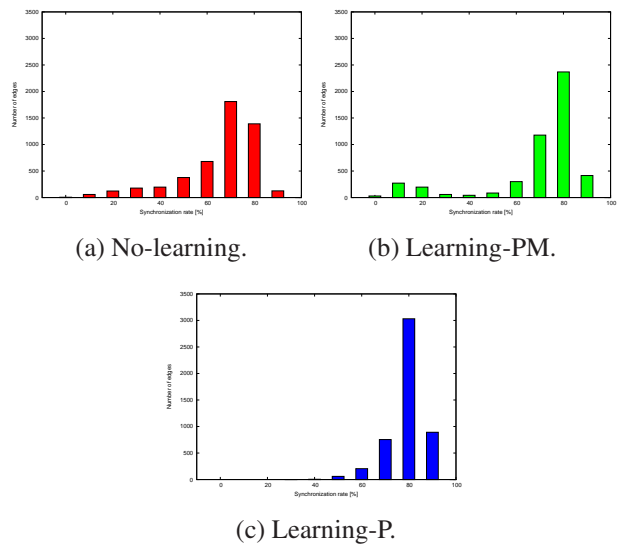 3500
3000
2500
2000
1500
1000
500
0
Number of edges
0 20 40 60 80 100
Synchronization rate [%]
(a) No-learning.
3500
3000
2500
2000
1500
1000
500
0
Number of edges
0 20 40 60 80 100
Synchronization rate [%]
(b) Learning-PM.
3500
3000
2500
2000
1500
1000
500
0
Number of edges
0 20 40 60 80 100
Synchronization rate [%]
(c) Learning-P.